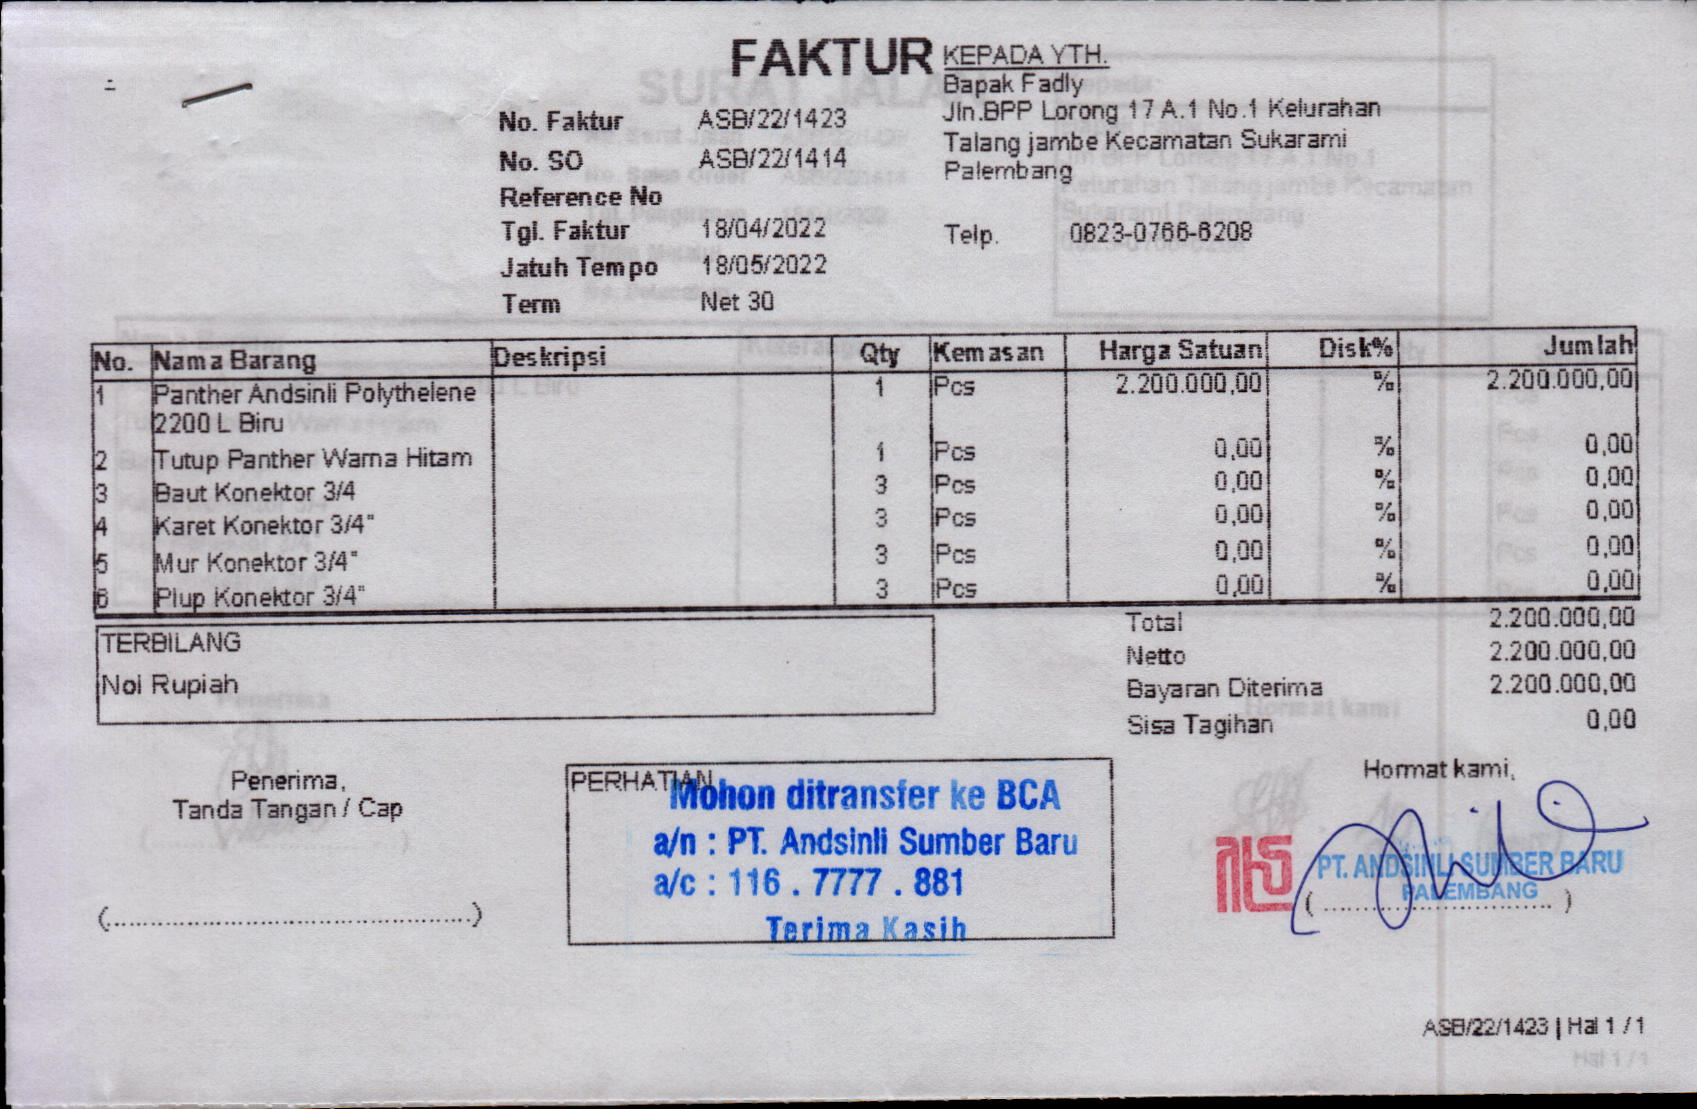 FAKTUR
KEPADA YTH.
Bapak Fadly
Jln.BPP Lorong 17 A.1 No.1 Kelurahan
Talang jambe Kecamatan Sukarami
Palembang
Telp. 0823-0766-6208
No. Faktur ASB/22/1423
No. SO ASB/22/1414
Reference No
Tgl. Faktur 18/04/2022
Jatuh Tempo 18/05/2022
Term Net 30
No. Nama Barang Deskripsi Qty Kemasan Harga Satuan Disk% Jumlah
1 Panther Andsinli Polythelene 1 Pcs 2.200.000,00 % 2.200.000,00
2200 L Biru
2 Tutup Panther Warna Hitam 1 Pcs 0,00 % 0,00
3 Baut Konektor 3/4 3 Pcs 0,00 % 0,00
4 Karet Konektor 3/4" 3 Pcs 0,00 % 0,00
5 Mur Konektor 3/4" 3 Pcs 0,00 % 0,00
6 Plup Konektor 3/4" 3 Pcs 0,00 % 0,00
TERBILANG
Nol Rupiah
Total 2.200.000,00
Netto 2.200.000,00
Bayaran Diterima 2.200.000,00
Sisa Tagihan 0,00
Penerima,
Tanda Tangan / Cap
(.................................................)
PERHATIAN
Mohon ditransfer ke BCA
a/n : PT. Andsinli Sumber Baru
a/c : 116 . 7777 . 881
Terima Kasih
Hormat kami,
PT. ANDSINLI SUMBER BARU
PALEMBANG
( ................................ )
ASB/22/1423 | Hal 1 / 1